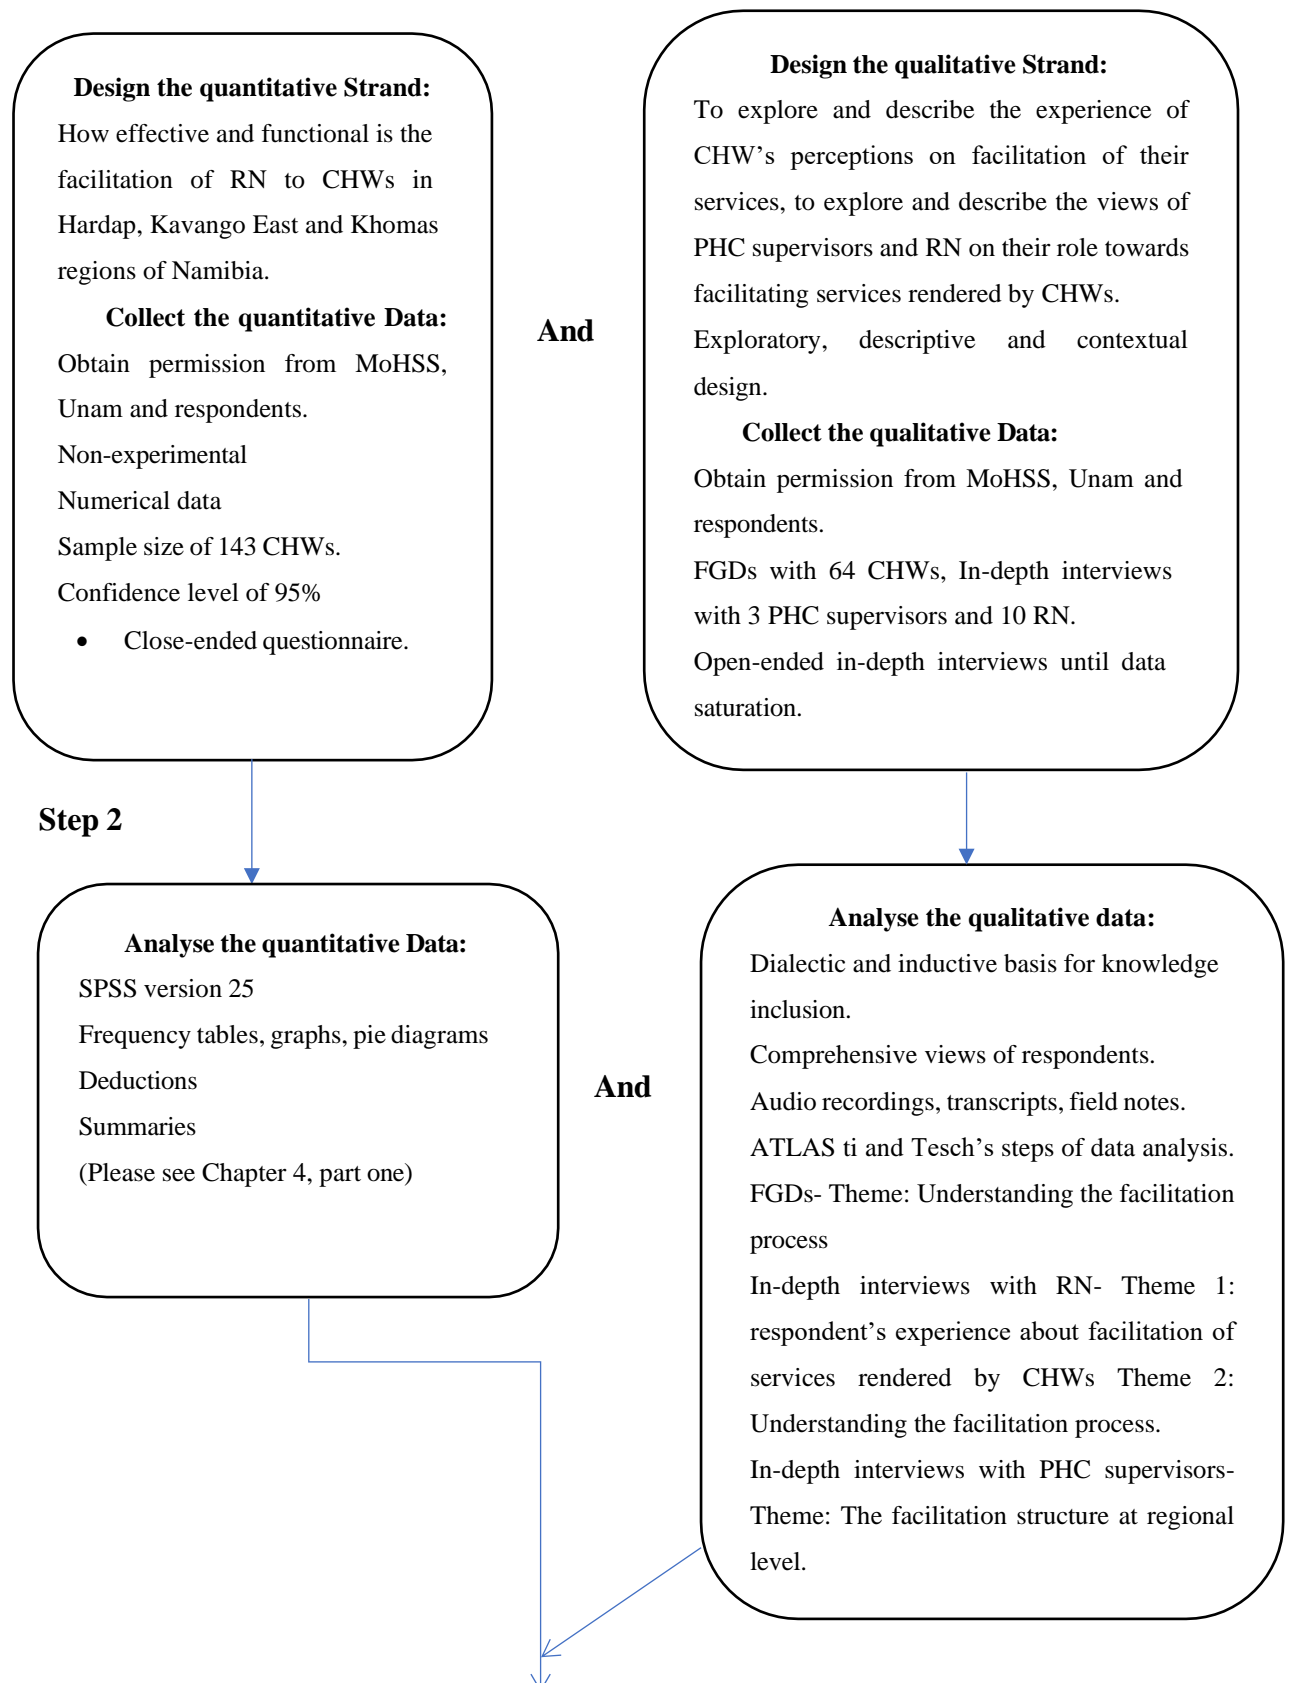 Design the quantitative Strand:
How effective and functional is the
facilitation of RN to CHWs in
Hardap, Kavango East and Khomas
regions of Namibia.
Collect the quantitative Data:
Obtain permission from MoHSS,
Unam and respondents.
Non-experimental
Numerical data
Sample size of 143 CHWs.
Confidence level of 95%
• Close-ended questionnaire.
And
Design the qualitative Strand:
To explore and describe the experience of
CHW’s perceptions on facilitation of their
services, to explore and describe the views of
PHC supervisors and RN on their role towards
facilitating services rendered by CHWs.
Exploratory, descriptive and contextual
design.
Collect the qualitative Data:
Obtain permission from MoHSS, Unam and
respondents.
FGDs with 64 CHWs, In-depth interviews
with 3 PHC supervisors and 10 RN.
Open-ended in-depth interviews until data
saturation.
Step 2
Analyse the quantitative Data:
SPSS version 25
Frequency tables, graphs, pie diagrams
Deductions
Summaries
(Please see Chapter 4, part one)
And
Analyse the qualitative data:
Dialectic and inductive basis for knowledge
inclusion.
Comprehensive views of respondents.
Audio recordings, transcripts, field notes.
ATLAS ti and Tesch’s steps of data analysis.
FGDs- Theme: Understanding the facilitation
process
In-depth interviews with RN- Theme 1:
respondent’s experience about facilitation of
services rendered by CHWs Theme 2:
Understanding the facilitation process.
In-depth interviews with PHC supervisors-
Theme: The facilitation structure at regional
level.